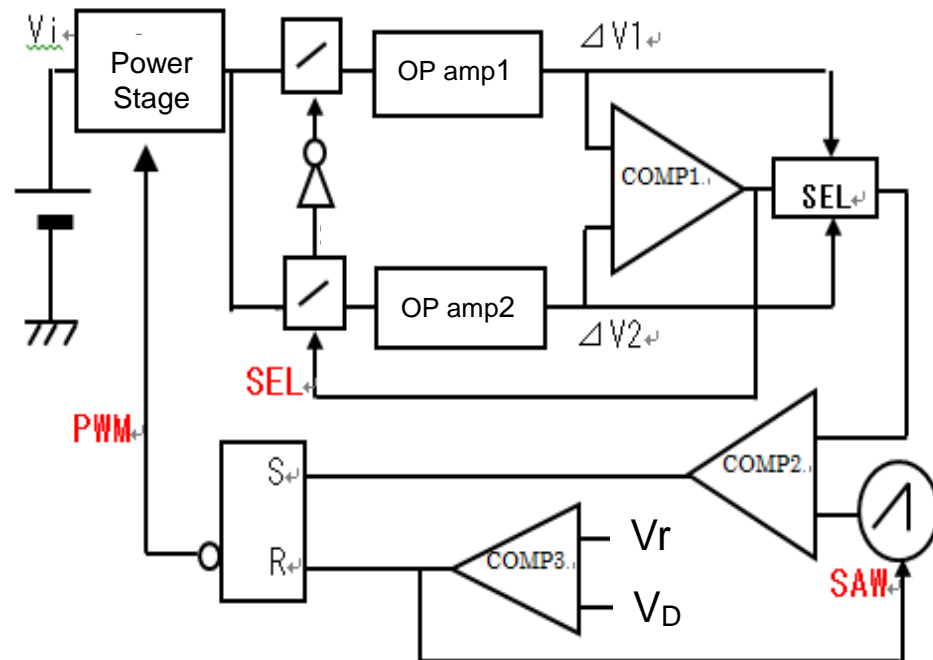 Vi
Power
Stage
OP amp1
⊿V1
COMP1.
SEL
OP amp2
⊿V2
SEL
PWM
COMP2.
S
R
COMP3.
Vr
VD
SAW